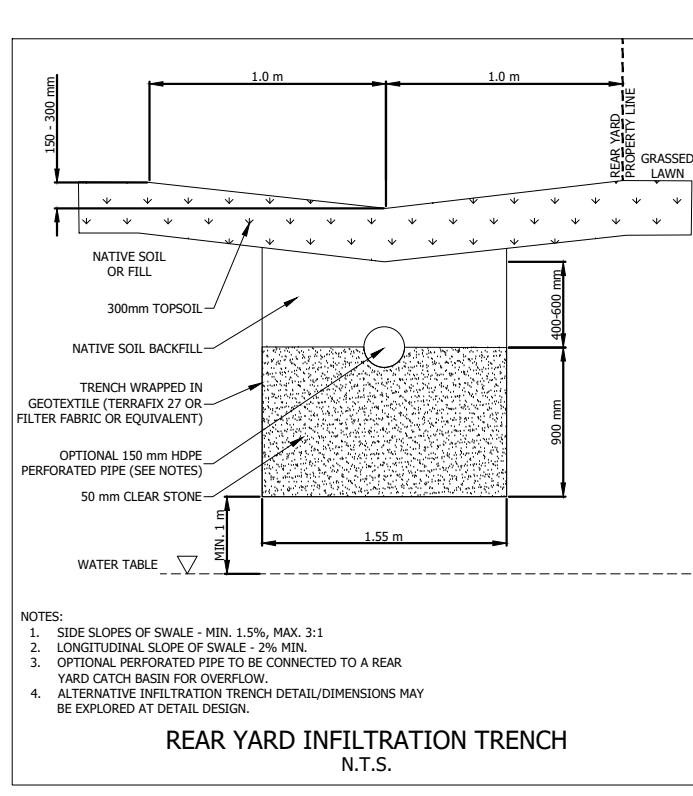 1.0 m
1.0 m
150 - 300 mm
REAR YARD
PROPERTY LINE
GRASSED
LAWN
NATIVE SOIL
OR FILL
300mm TOPSOIL
400-600 mm
NATIVE SOIL BACKFILL
TRENCH WRAPPED IN
GEOTEXTILE (TERRAFIX 27 OR
FILTER FABRIC OR EQUIVALENT)
900 mm
OPTIONAL 150 mm HDPE
PERFORATED PIPE (SEE NOTES)
50 mm CLEAR STONE
MIN. 1 m
1.55 m
WATER TABLE
NOTES:
1. SIDE SLOPES OF SWALE - MIN. 1.5%, MAX. 3:1
2. LONGITUDINAL SLOPE OF SWALE - 2% MIN.
3. OPTIONAL PERFORATED PIPE TO BE CONNECTED TO A REAR
YARD CATCH BASIN FOR OVERFLOW.
4. ALTERNATIVE INFILTRATION TRENCH DETAIL/DIMENSIONS MAY
BE EXPLORED AT DETAIL DESIGN.
REAR YARD INFILTRATION TRENCH
N.T.S.